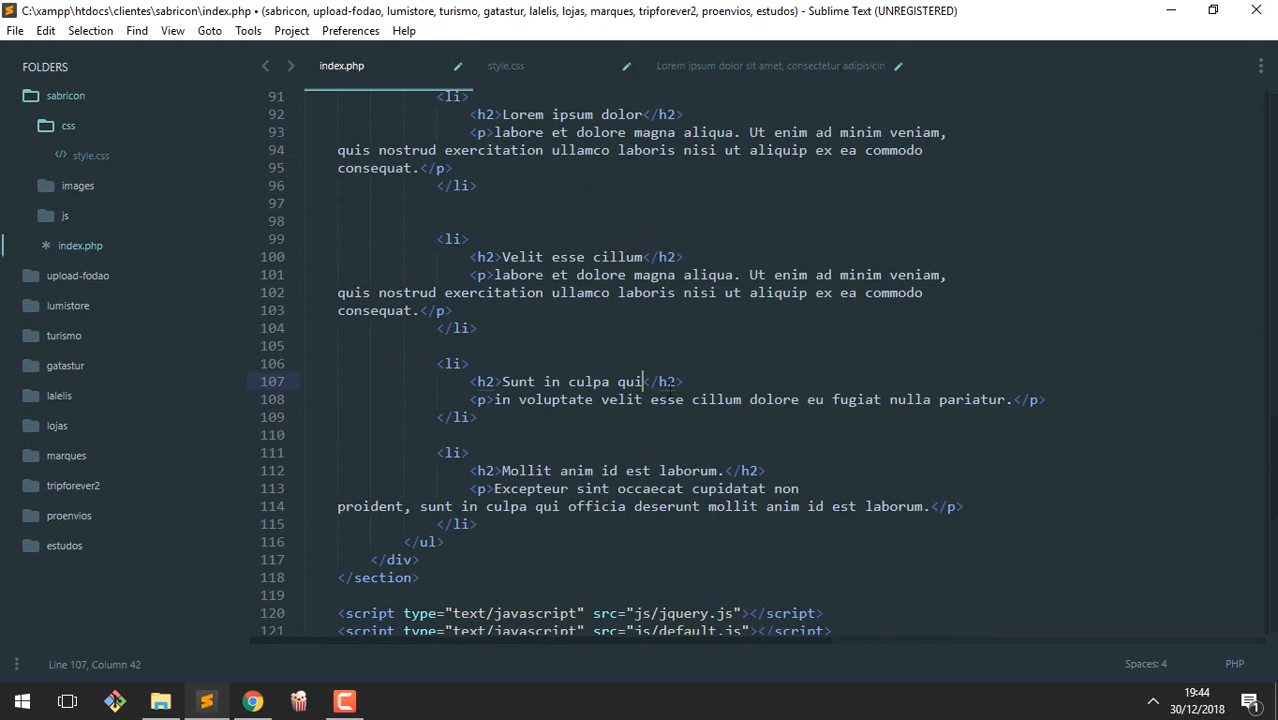 C:\xampp\htdocs\clientes\sabricon\index.php • (sabricon, upload-fodao, lumistore, turismo, gatastur, lalelis, lojas, marques, tripforever2, proenvios, estudos) - Sublime Text (UNREGISTERED)
File Edit Selection Find View Goto Tools Project Preferences Help
FOLDERS
sabricon
css
style.css
images
js
index.php
upload-fodao
lumistore
turismo
gatastur
lalelis
lojas
marques
tripforever2
proenvios
estudos
index.php style.css Lorem ipsum dolor sit amet, consectetur adipisicin
91 <li>
92 <h2>Lorem ipsum dolor</h2>
93 <p>labore et dolore magna aliqua. Ut enim ad minim veniam,
94 quis nostrud exercitation ullamco laboris nisi ut aliquip ex ea commodo
95 consequat.</p>
96 </li>
97
98
99 <li>
100 <h2>Velit esse cillum</h2>
101 <p>labore et dolore magna aliqua. Ut enim ad minim veniam,
102 quis nostrud exercitation ullamco laboris nisi ut aliquip ex ea commodo
103 consequat.</p>
104 </li>
105
106 <li>
107 <h2>Sunt in culpa qui</h2>
108 <p>in voluptate velit esse cillum dolore eu fugiat nulla pariatur.</p>
109 </li>
110
111 <li>
112 <h2>Mollit anim id est laborum.</h2>
113 <p>Excepteur sint occaecat cupidatat non
114 proident, sunt in culpa qui officia deserunt mollit anim id est laborum.</p>
115 </li>
116 </ul>
117 </div>
118 </section>
119
120 <script type="text/javascript" src="js/jquery.js"></script>
121 <script type="text/javascript" src="js/default.js"></script>
Line 107, Column 42 Spaces: 4 PHP
19:44
30/12/2018
1